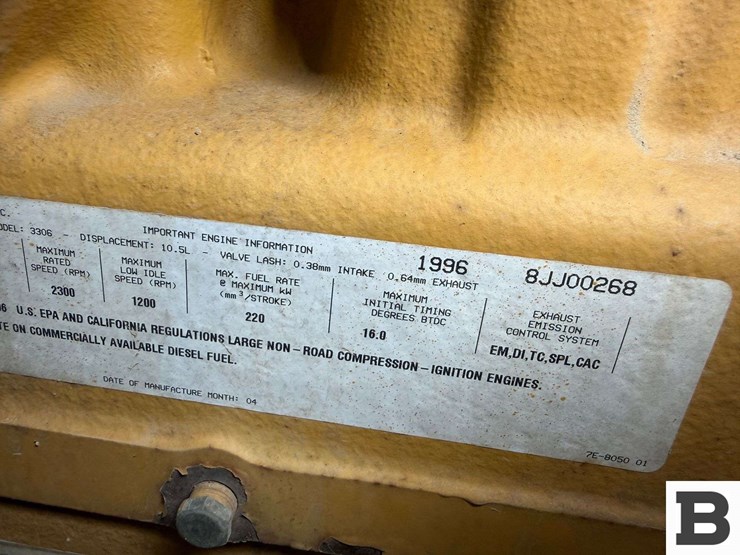 C.
IMPORTANT ENGINE INFORMATION
1996
8JJ00268
ODEL: 3306 - DISPLACEMENT: 10.5L - VALVE LASH: 0.38mm INTAKE 0.64mm EXHAUST
MAXIMUM
RATED
SPEED (RPM)
2300
MAXIMUM
LOW IDLE
SPEED (RPM)
1200
MAX. FUEL RATE
@ MAXIMUM kW
(mm³/STROKE)
220
MAXIMUM
INITIAL TIMING
DEGREES BTDC
16.0
EXHAUST
EMISSION
CONTROL SYSTEM
EM,DI,TC,SPL,CAC
96 U.S. EPA AND CALIFORNIA REGULATIONS LARGE NON-ROAD COMPRESSION-IGNITION ENGINES.
TE ON COMMERCIALLY AVAILABLE DIESEL FUEL.
DATE OF MANUFACTURE MONTH: 04
7E-8050 01
B